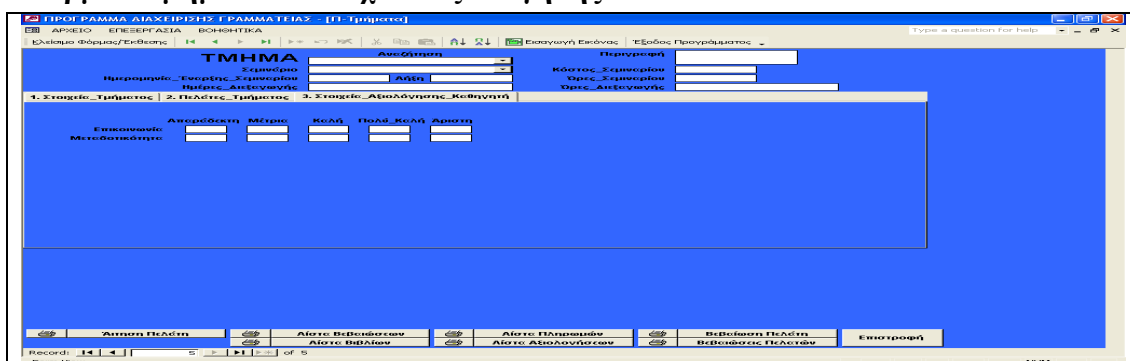 ΠΡΟΓΡΑΜΜΑ ΔΙΑΧΕΙΡΙΣΗΣ ΓΡΑΜΜΑΤΕΙΑΣ - [Π-Τμήματα]
ΑΡΧΕΙΟ ΕΠΕΞΕΡΓΑΣΙΑ ΒΟΗΘΗΤΙΚΑ Type a question for help
Κλείσιμο Φόρμας/Έκθεσης Εισαγωγή Εικόνας Έξοδος Προγράμματος
ΤΜΗΜΑ Αναζήτηση Περιγραφή
Σεμινάριο Κόστος_Σεμιναρίου
Ημερομηνία_Έναρξης_Σεμιναρίου Λήξη Ώρες_Σεμιναρίου
Ημέρες_Διεξαγωγής Ώρες_Διεξαγωγής
1. Στοιχεία_Τμήματος 2. Πελάτες_Τμήματος 3. Στοιχεία_Αξιολόγησης_Καθηγητή
Απαράδεκτη Μέτρια Καλή Πολύ_Καλή Άριστη
Επικοινωνία
Μεταδοτικότητα
Αίτηση Πελάτη Λίστα Βεβαιώσεων Λίστα Πληρωμών Βεβαίωση Πελάτη Επιστροφή
Λίστα Βιβλίων Λίστα Αξιολογήσεων Βεβαιώσεις Πελατών
Record: 5 of 5